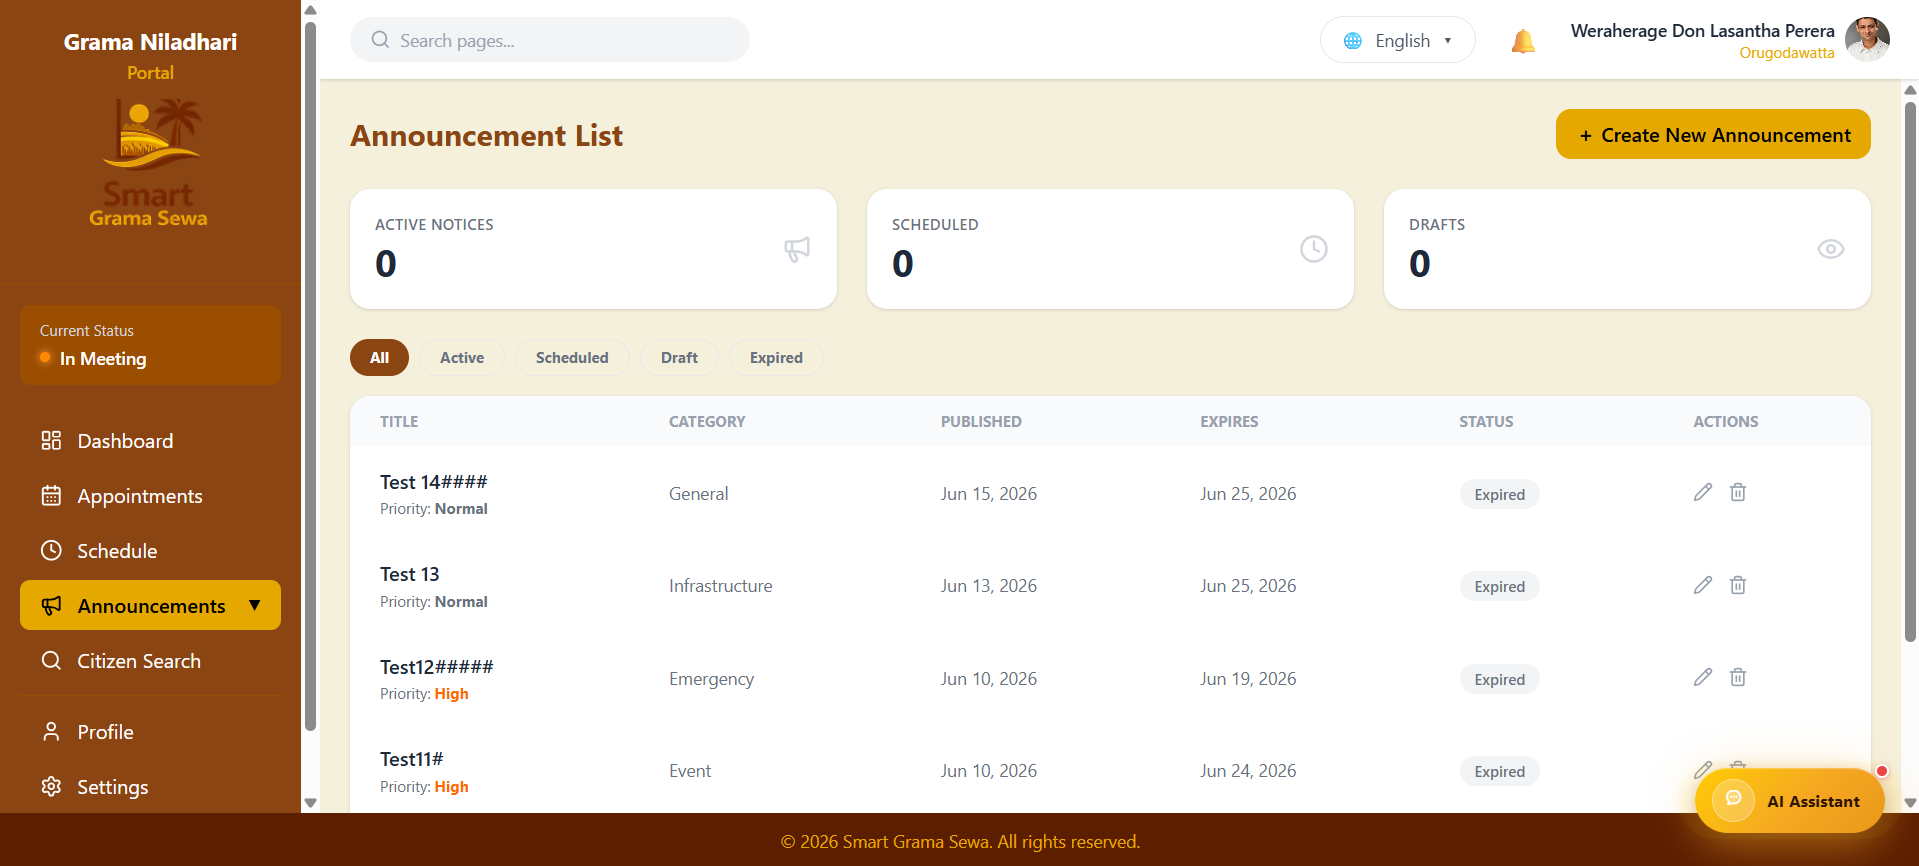 Grama Niladhari
Portal
Smart
Grama Sewa
Current Status
In Meeting
Dashboard
Appointments
Schedule
Announcements ▼
Citizen Search
Profile
Settings
Search pages...
English ▼
Weraherage Don Lasantha Perera
Orugodawatta
Announcement List
+ Create New Announcement
ACTIVE NOTICES
0
SCHEDULED
0
DRAFTS
0
All Active Scheduled Draft Expired
TITLE CATEGORY PUBLISHED EXPIRES STATUS ACTIONS
Test 14####
Priority: Normal
General Jun 15, 2026 Jun 25, 2026 Expired
Test 13
Priority: Normal
Infrastructure Jun 13, 2026 Jun 25, 2026 Expired
Test12#####
Priority: High
Emergency Jun 10, 2026 Jun 19, 2026 Expired
Test11#
Priority: High
Event Jun 10, 2026 Jun 24, 2026 Expired
AI Assistant
© 2026 Smart Grama Sewa. All rights reserved.